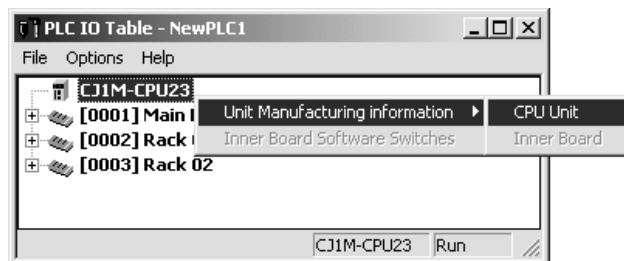 PLC IO Table - NewPLC1
File Options Help
CJ1M-CPU23
[0001] Main
Unit Manufacturing information
CPU Unit
[0002] Rack
Inner Board Software Switches
Inner Board
[0003] Rack 02
CJ1M-CPU23 Run